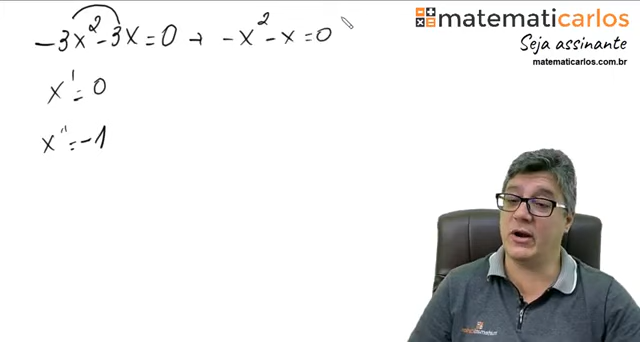 -3x²-3x=0 → -x²-x=0
x'=0
x"=-1
matematicarlos
Seja assinante
matematicarlos.com.br